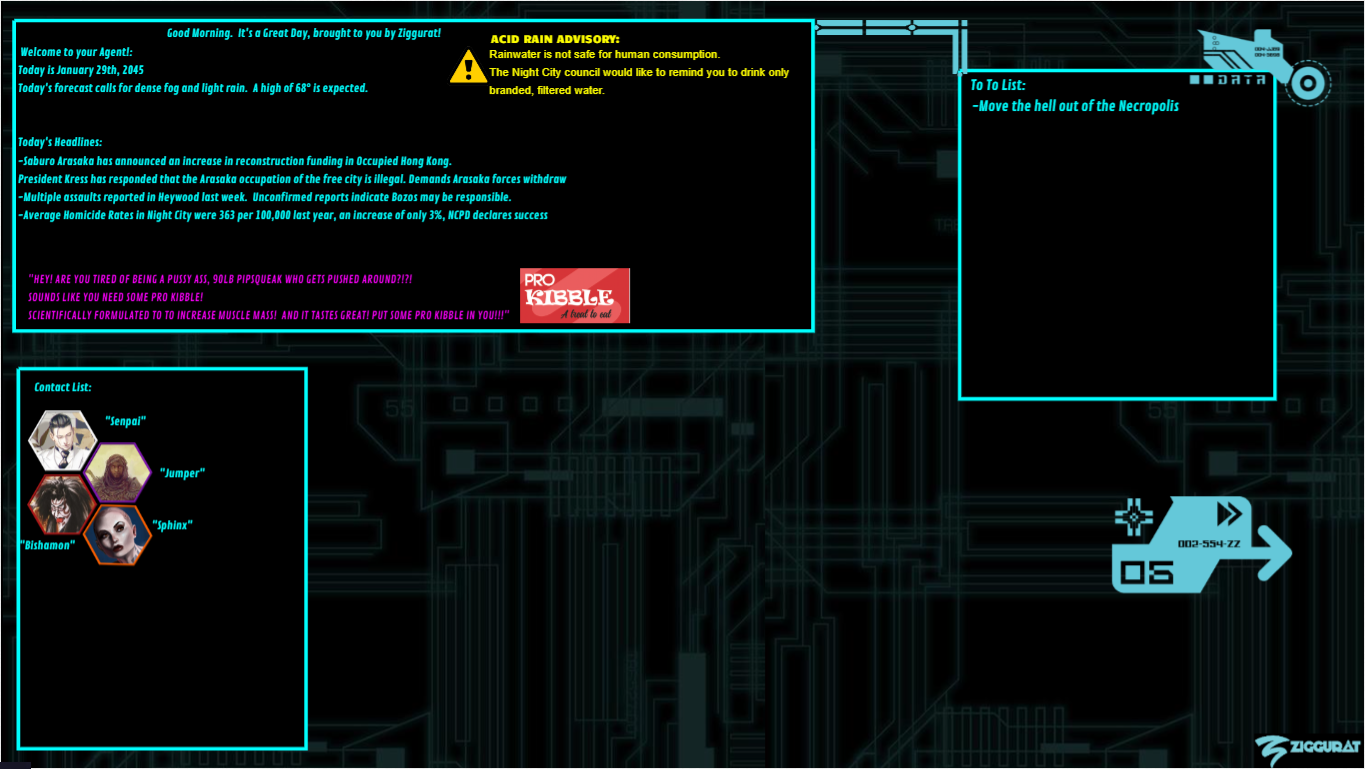 Good Morning. It's a Great Day, brought to you by Ziggurat!
Welcome to your Agent!:
Today is January 29th, 2045
Today's forecast calls for dense fog and light rain. A high of 68° is expected.
ACID RAIN ADVISORY:
Rainwater is not safe for human consumption.
The Night City council would like to remind you to drink only
branded, filtered water.
Today's Headlines:
-Saburo Arasaka has announced an increase in reconstruction funding in Occupied Hong Kong.
President Kress has responded that the Arasaka occupation of the free city is illegal. Demands Arasaka forces withdraw
-Multiple assaults reported in Heywood last week. Unconfirmed reports indicate Bozos may be responsible.
-Average Homicide Rates in Night City were 363 per 100,000 last year, an increase of only 3%, NCPD declares success
"HEY! ARE YOU TIRED OF BEING A PUSSY ASS, 90LB PIPSQUEAK WHO GETS PUSHED AROUND?!?!
SOUNDS LIKE YOU NEED SOME PRO KIBBLE!
SCIENTIFICALLY FORMULATED TO TO INCREASE MUSCLE MASS! AND IT TASTES GREAT! PUT SOME PRO KIBBLE IN YOU!!!"
PRO
KIBBLE
A treat to eat
DATA
To To List:
-Move the hell out of the Necropolis
Contact List:
"Senpai"
"Jumper"
"Sphinx"
"Bishamon"
55
55
002-554-ZZ
05
ZIGGURAT